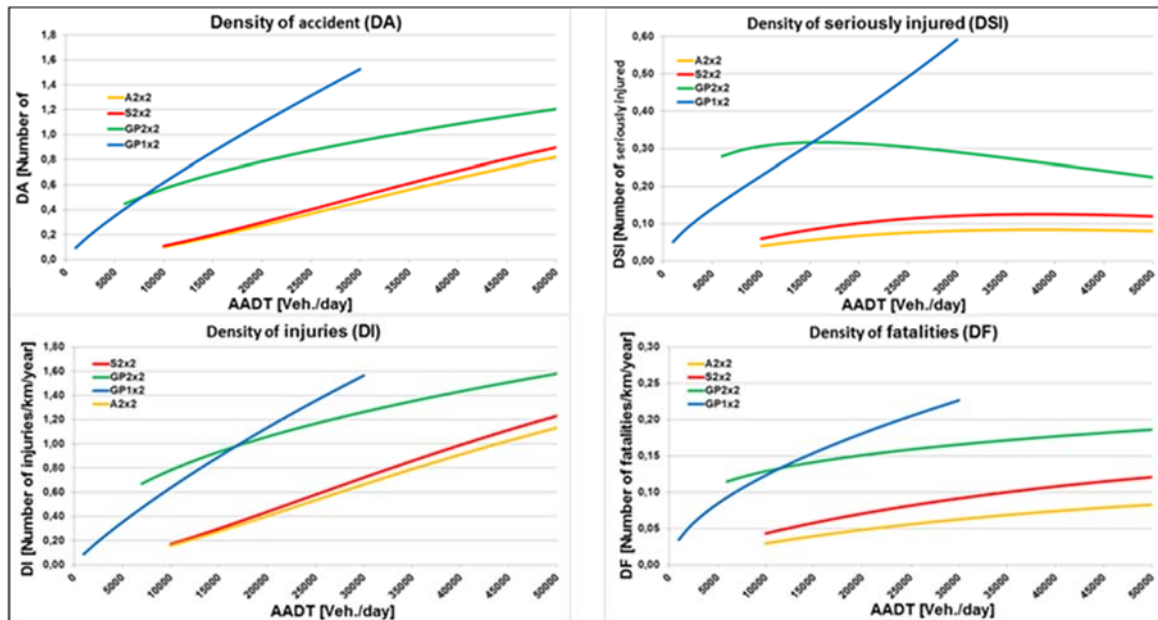 Density of accident (DA)
DA [Number of
1,8
1,6
1,4
1,2
1,0
0,8
0,6
0,4
0,2
0,0
A2x2
S2x2
GP2x2
GP1x2
0
5000
10000
15000
20000
25000
30000
35000
40000
45000
50000
AADT [Veh./day]
Density of seriously injured (DSI)
DSI [Number of seriously injured
0,60
0,50
0,40
0,30
0,20
0,10
0,00
A2x2
S2x2
GP2x2
GP1x2
0
5000
10000
15000
20000
25000
30000
35000
40000
45000
50000
AADT [Veh./day]
Density of injuries (DI)
DI [Number of injuries/km/year]
1,80
1,60
1,40
1,20
1,00
0,80
0,60
0,40
0,20
0,00
S2x2
GP2x2
GP1x2
A2x2
0
5000
10000
15000
20000
25000
30000
35000
40000
45000
50000
AADT [Veh./day]
Density of fatalities (DF)
DF [Number of fatalities/km/year]
0,30
0,25
0,20
0,15
0,10
0,05
0,00
A2x2
S2x2
GP2x2
GP1x2
0
5000
10000
15000
20000
25000
30000
35000
40000
45000
50000
AADT [Veh./day]